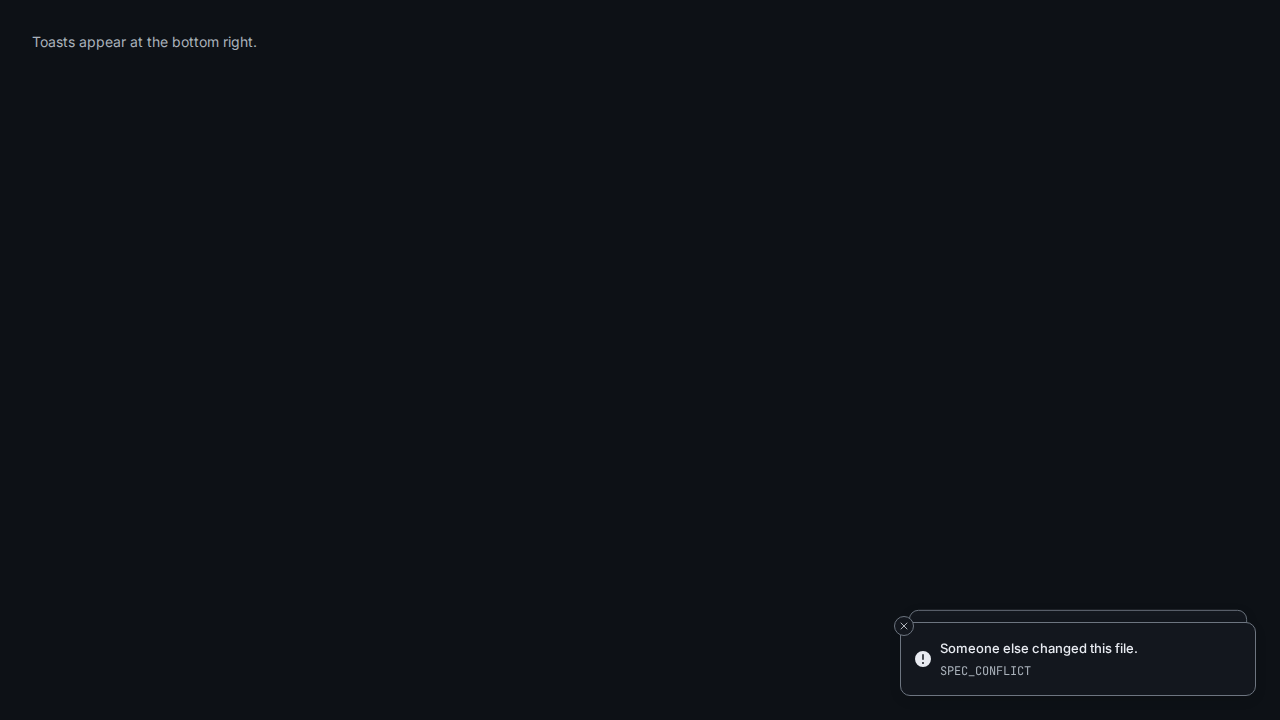 Toasts appear at the bottom right.
Someone else changed this file.
SPEC_CONFLICT